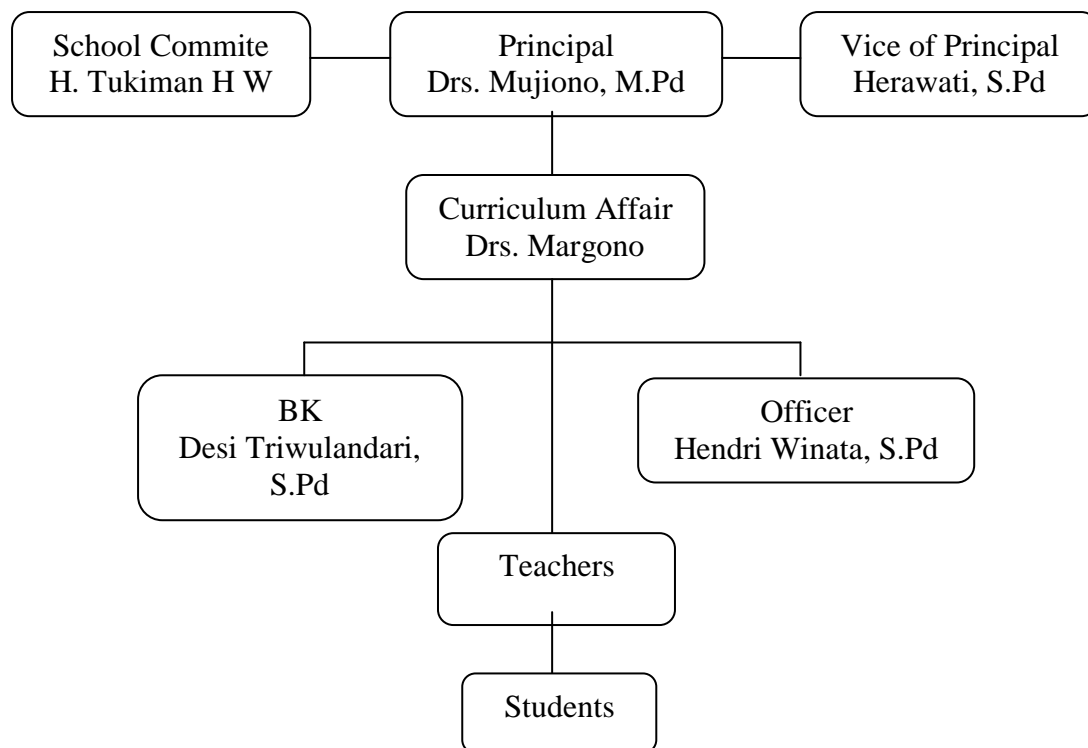 School Commite
H. Tukiman H W
Principal
Drs. Mujiono, M.Pd
Vice of Principal
Herawati, S.Pd
Curriculum Affair
Drs. Margono
BK
Desi Triwulandari,
S.Pd
Officer
Hendri Winata, S.Pd
Teachers
Students